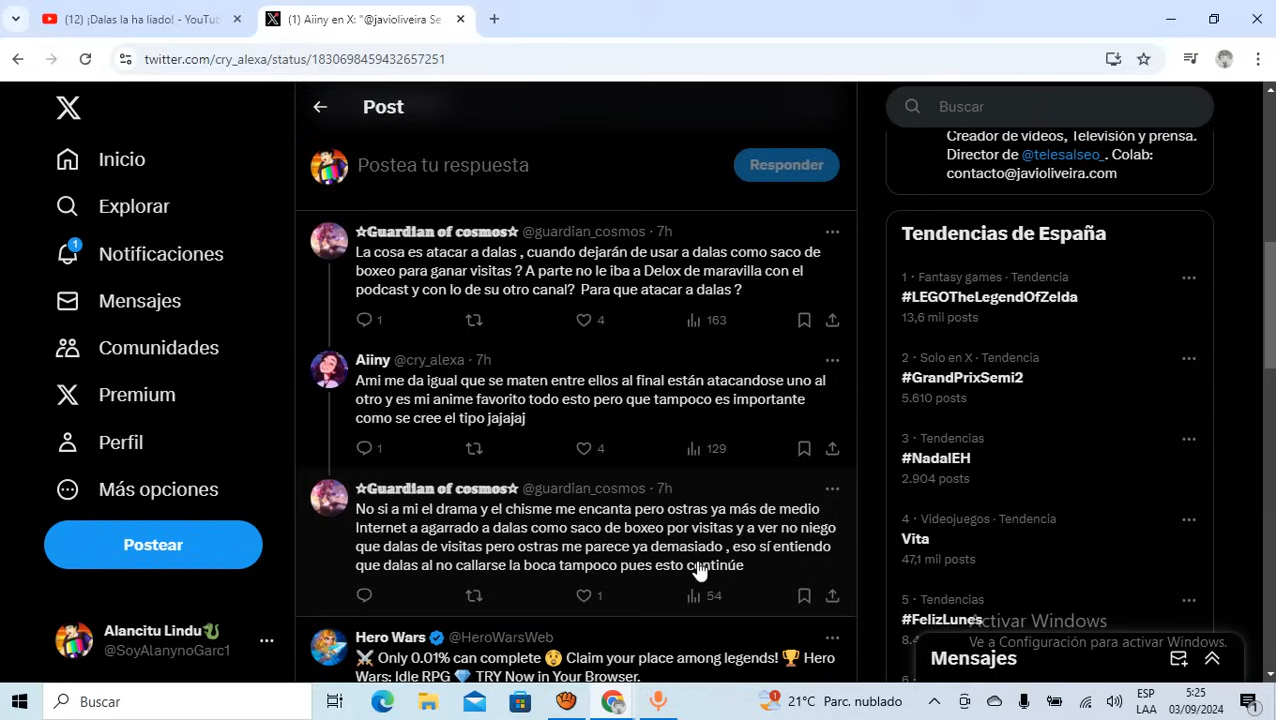 (12) ¡Dalas la ha liado! - YouTu
(1) Aiiny en X: "@javioliveira Se
twitter.com/cry_alexa/status/1830698459432657251
Inicio
Explorar
1
Notificaciones
Mensajes
Comunidades
Premium
Perfil
Más opciones
Postear
Alancitu Lindu🐉
@SoyAlanynoGarc1
Post
Postea tu respuesta
Responder
☆Guardian of cosmos☆ @guardian_cosmos · 7h
La cosa es atacar a dalas , cuando dejarán de usar a dalas como saco de
boxeo para ganar visitas ? A parte no le iba a Delox de maravilla con el
podcast y con lo de su otro canal? Para que atacar a dalas ?
1 4 163
Aiiny @cry_alexa · 7h
Ami me da igual que se maten entre ellos al final están atacandose uno al
otro y es mi anime favorito todo esto pero que tampoco es importante
como se cree el tipo jajajaj
1 4 129
☆Guardian of cosmos☆ @guardian_cosmos · 7h
No si a mi el drama y el chisme me encanta pero ostras ya más de medio
Internet a agarrado a dalas como saco de boxeo por visitas y a ver no niego
que dalas de visitas pero ostras me parece ya demasiado , eso sí entiendo
que dalas al no callarse la boca tampoco pues esto continúe
1 54
Hero Wars @HeroWarsWeb
⚔️ Only 0.01% can complete 😲 Claim your place among legends! 🏆 Hero
Wars: Idle RPG 💎 TRY Now in Your Browser.
Buscar
Creador de vídeos, Televisión y prensa.
Director de @telesalseo_. Colab:
contacto@javioliveira.com
Tendencias de España
1 · Fantasy games · Tendencia
#LEGOTheLegendOfZelda
13,6 mil posts
2 · Solo en X · Tendencia
#GrandPrixSemi2
5.610 posts
3 · Tendencias
#NadalEH
2.904 posts
4 · Videojuegos · Tendencia
Vita
47,1 mil posts
5 · Tendencias
#FelizLunes
Activar Windows
Ve a Configuración para activar Windows.
Mensajes
Buscar
21°C Parc. nublado
ESP
LAA
5:25
03/09/2024
1